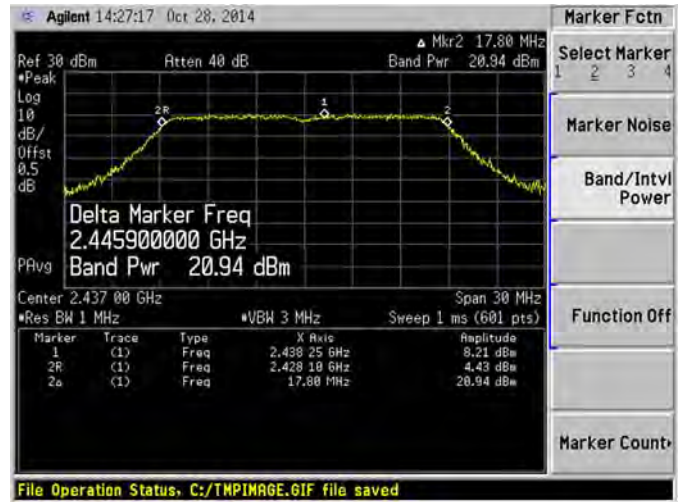 Agilent 14:27:17 Oct 28, 2014
Marker Fctn
Δ Mkr2 17.80 MHz
Ref 30 dBm Atten 40 dB Band Pwr 20.94 dBm
*Peak
Log
10
dB/
Offst
0.5
dB
PAvg
2R
1
2
Delta Marker Freq
2.445900000 GHz
Band Pwr 20.94 dBm
Center 2.437 00 GHz Span 30 MHz
*Res BW 1 MHz *VBW 3 MHz Sweep 1 ms (601 pts)
Marker Trace Type X Axis Amplitude
1 (1) Freq 2.438 25 GHz 8.21 dBm
2R (1) Freq 2.428 10 GHz 4.43 dBm
2Δ (1) Freq 17.80 MHz 20.94 dBm
File Operation Status, C:/TMPIMAGE.GIF file saved
Select Marker
1 2 3 4
Marker Noise
Band/Intvl
Power
Function Off
Marker Count